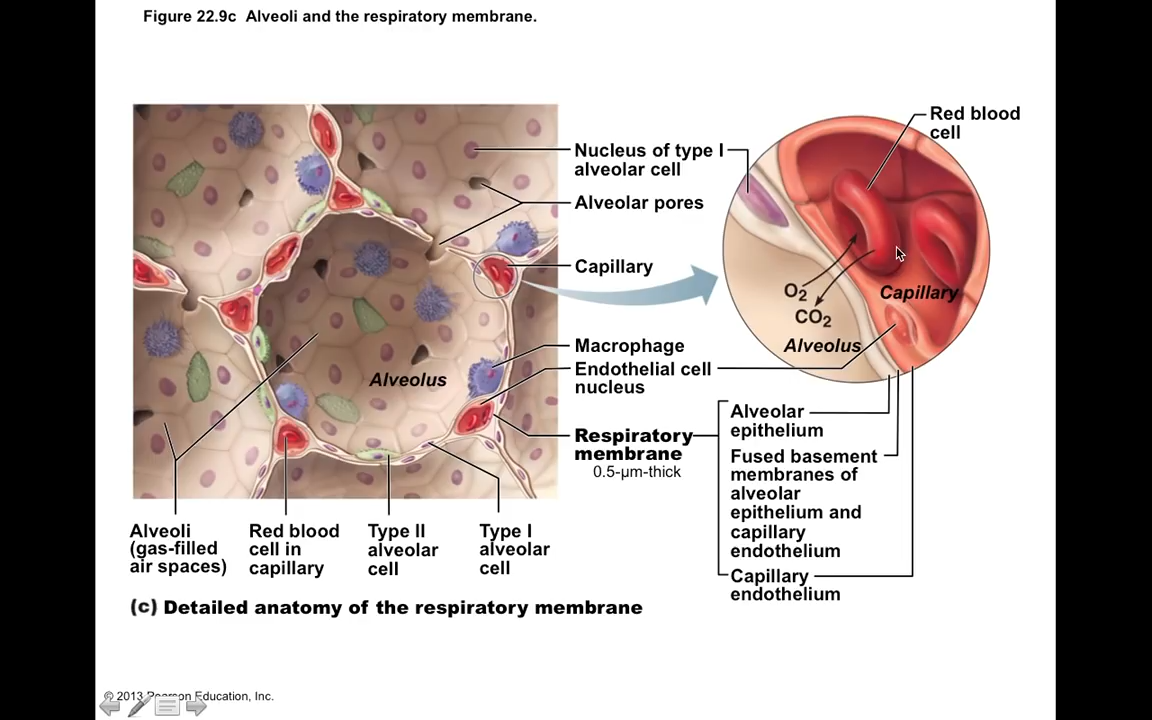 Figure 22.9c Alveoli and the respiratory membrane.
Red blood
cell
Nucleus of type I
alveolar cell
Alveolar pores
Capillary
O2
CO2
Capillary
Alveolus
Macrophage
Endothelial cell
nucleus
Alveolus
Respiratory
membrane
0.5-µm-thick
Alveolar
epithelium
Fused basement
membranes of
alveolar
epithelium and
capillary
endothelium
Capillary
endothelium
Alveoli
(gas-filled
air spaces)
Red blood
cell in
capillary
Type II
alveolar
cell
Type I
alveolar
cell
(c) Detailed anatomy of the respiratory membrane
© 2013 Pearson Education, Inc.